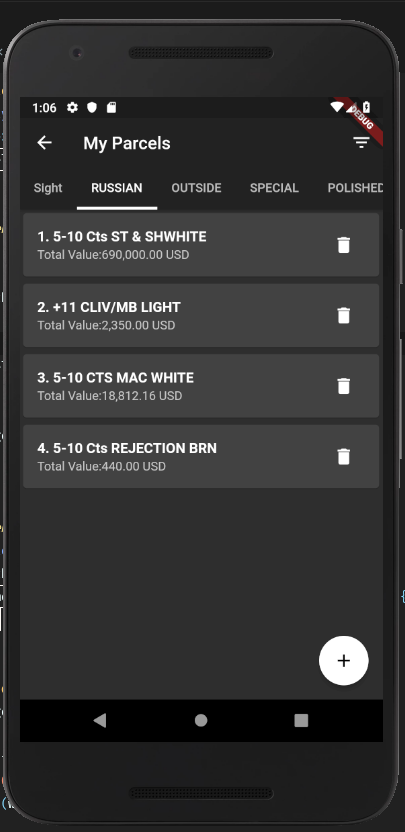 1:06
DEBUG
My Parcels
Sight RUSSIAN OUTSIDE SPECIAL POLISHED
1. 5-10 Cts ST & SHWHITE
Total Value:690,000.00 USD
2. +11 CLIV/MB LIGHT
Total Value:2,350.00 USD
3. 5-10 CTS MAC WHITE
Total Value:18,812.16 USD
4. 5-10 Cts REJECTION BRN
Total Value:440.00 USD
+